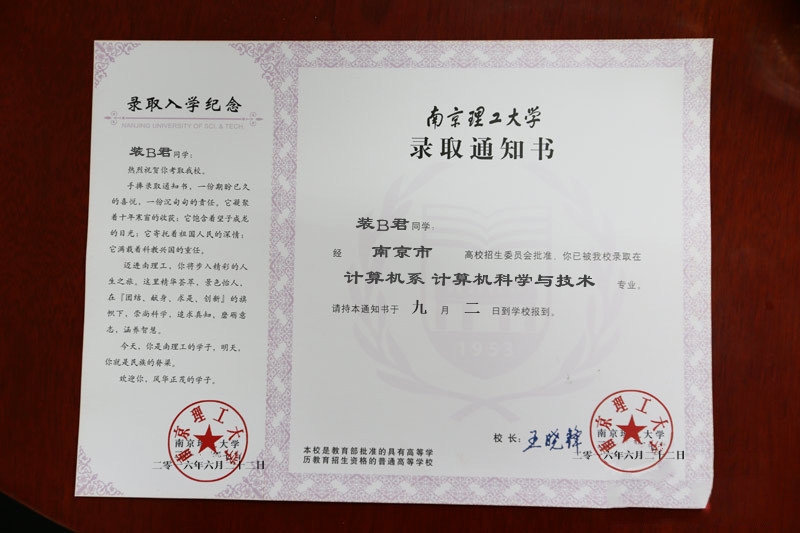 录取入学纪念
NANJING UNIVERSITY OF SCI. & TECH.
装B君同学：
热烈祝贺你考取我校。
手捧录取通知书，一份期盼已久
的喜悦，一份沉甸甸的责任。它凝聚
着十年寒窗的收获；它饱含着望子成龙
的目光；它寄托着祖国人民的深情；
它满载着科教兴国的重任。
迈进南理工，你将步入精彩的人
生之旅。这里精华荟萃，景色怡人，
在『团结、献身、求是、创新』的旗
帜下，崇尚科学，追求真知，磨砺意
志，涵养智慧。
今天，你是南理工的学子，明天，
你就是民族的脊梁。
欢迎你，风华正茂的学子。
南京理工大学
二零一六年六月二十二日
南京理工大学
录取通知书
装B君同学：
经 南京市 高校招生委员会批准，你已被我校录取在
计算机系 计算机科学与技术 专业，
请持本通知书于 九 月 二 日到学校报到。
1953
本校是教育部批准的具有高等学
历教育招生资格的普通高等学校
校长：王晓锋
南京理工大学
二零一六年六月二十二日